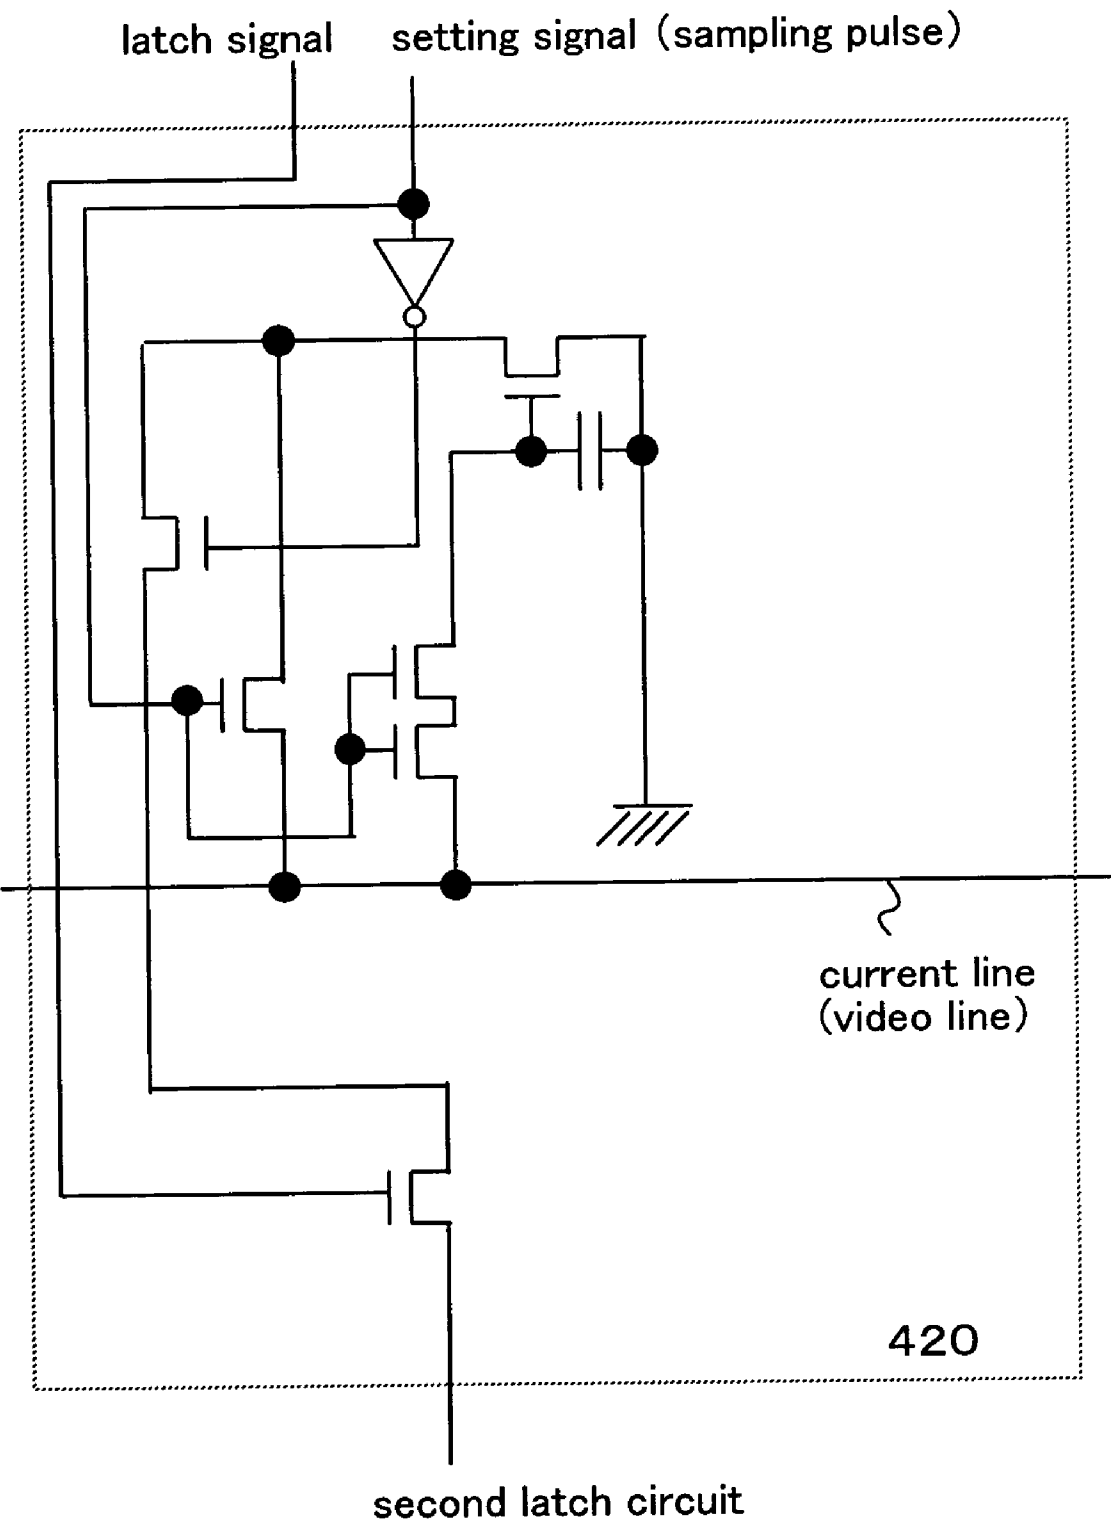 latch signal
setting signal (sampling pulse)
current line
(video line)
420
second latch circuit